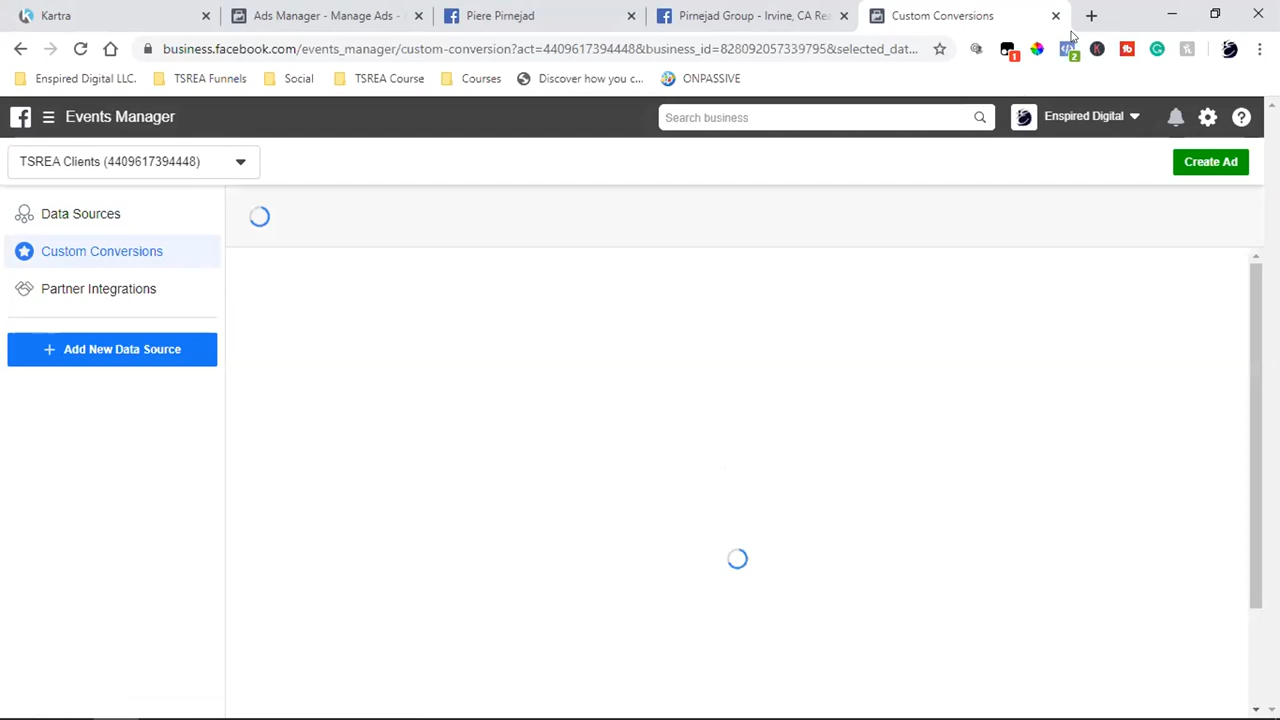 Kartra
Ads Manager - Manage Ads -
Piere Pirnejad
Pirnejad Group - Irvine, CA Rea
Custom Conversions
business.facebook.com/events_manager/custom-conversion?act=4409617394448&business_id=828092057339795&selected_dat...
1
2
Enspired Digital LLC.
TSREA Funnels
Social
TSREA Course
Courses
Discover how you c...
ONPASSIVE
Events Manager
Search business
Enspired Digital
TSREA Clients (4409617394448)
Create Ad
Data Sources
Custom Conversions
Partner Integrations
+ Add New Data Source